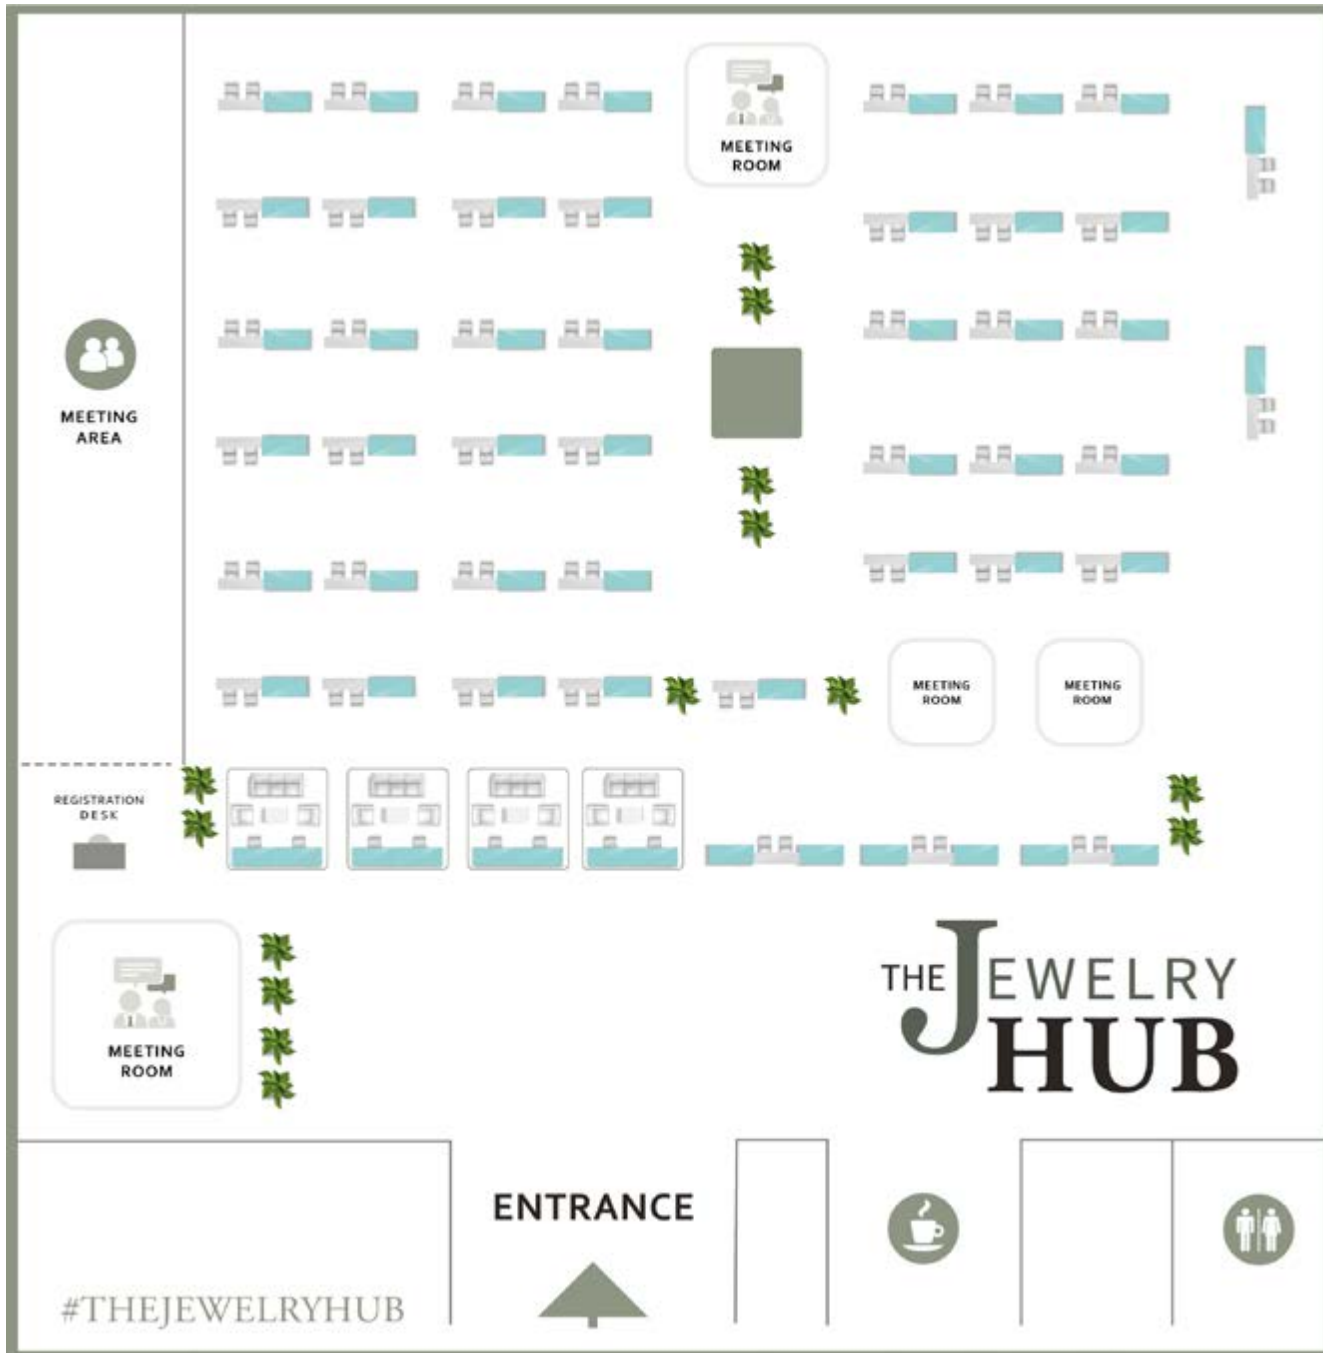 MEETING
ROOM
MEETING
AREA
MEETING
ROOM
MEETING
ROOM
REGISTRATION
DESK
MEETING
ROOM
THE JEWELRY
HUB
ENTRANCE
#THEJEWELRYHUB